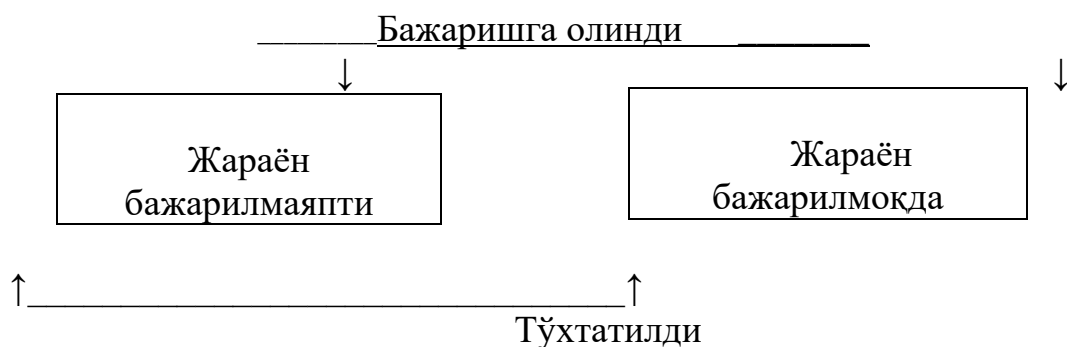 Бажаришга олинди
Жараён
бажарилмаяпти
Жараён
бажарилмоқда
Тўхтатилди